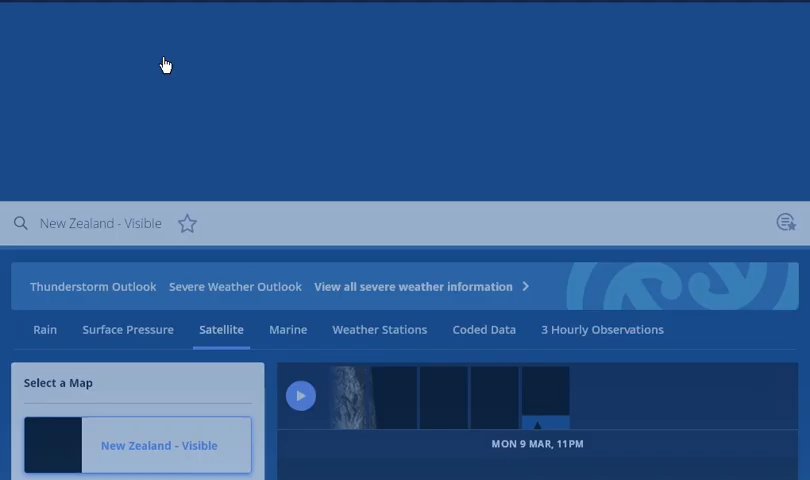 New Zealand - Visible
Thunderstorm Outlook Severe Weather Outlook View all severe weather information
Rain Surface Pressure Satellite Marine Weather Stations Coded Data 3 Hourly Observations
Select a Map
New Zealand - Visible
MON 9 MAR, 11PM